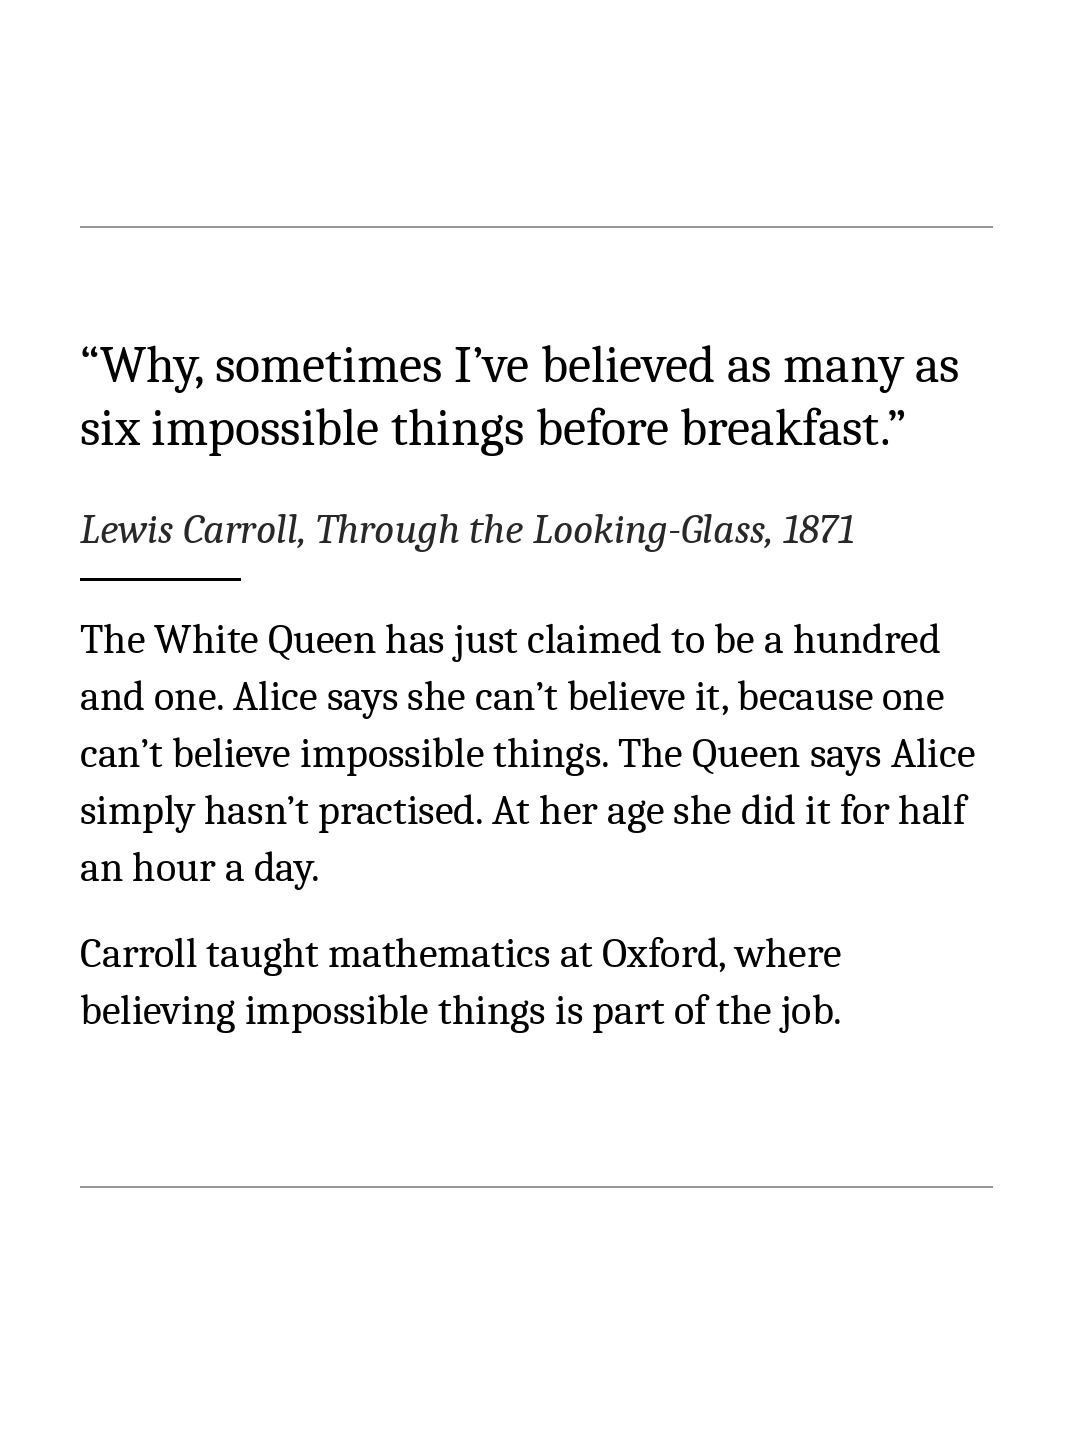 “Why, sometimes I’ve believed as many as
six impossible things before breakfast.”
Lewis Carroll, Through the Looking-Glass, 1871
The White Queen has just claimed to be a hundred
and one. Alice says she can’t believe it, because one
can’t believe impossible things. The Queen says Alice
simply hasn’t practised. At her age she did it for half
an hour a day.
Carroll taught mathematics at Oxford, where
believing impossible things is part of the job.